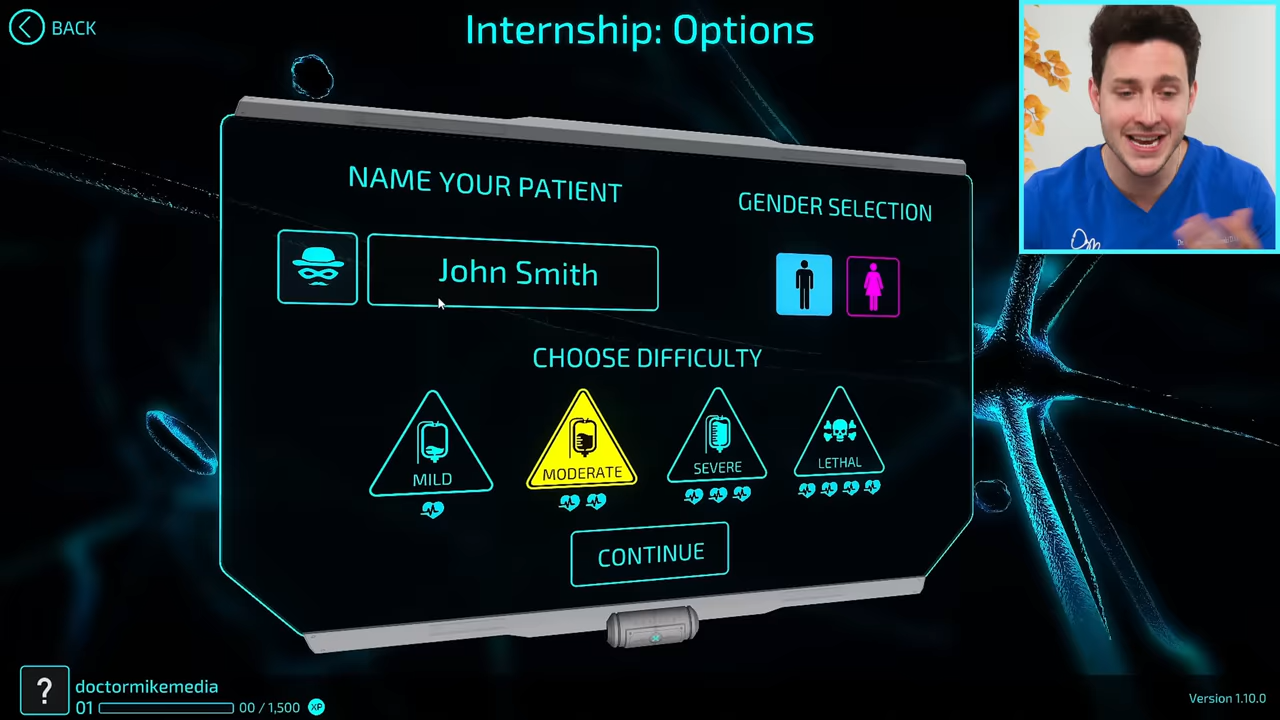 BACK
Internship: Options
NAME YOUR PATIENT
GENDER SELECTION
John Smith
CHOOSE DIFFICULTY
MILD
MODERATE
SEVERE
LETHAL
CONTINUE
?
doctormikemedia
01
00 / 1,500
XP
Version 1.10.0